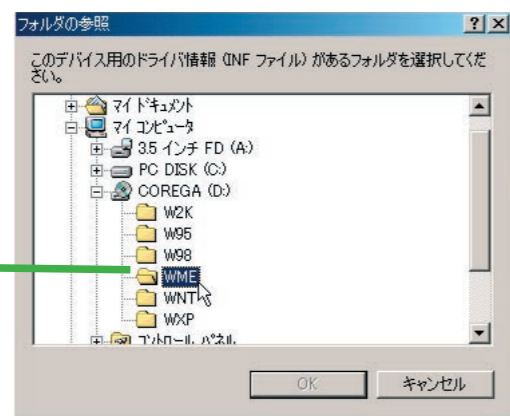 フォルダの参照
このデバイス用のドライバ情報 (INF ファイル) があるフォルダを選択してくだ
さい。
マイ ドキュメント
マイ コンピュータ
3.5 インチ FD (A:)
PC DISK (C:)
COREGA (D:)
W2K
W95
W98
WME
WNT
WXP
コントロール パネル
OK
キャンセル